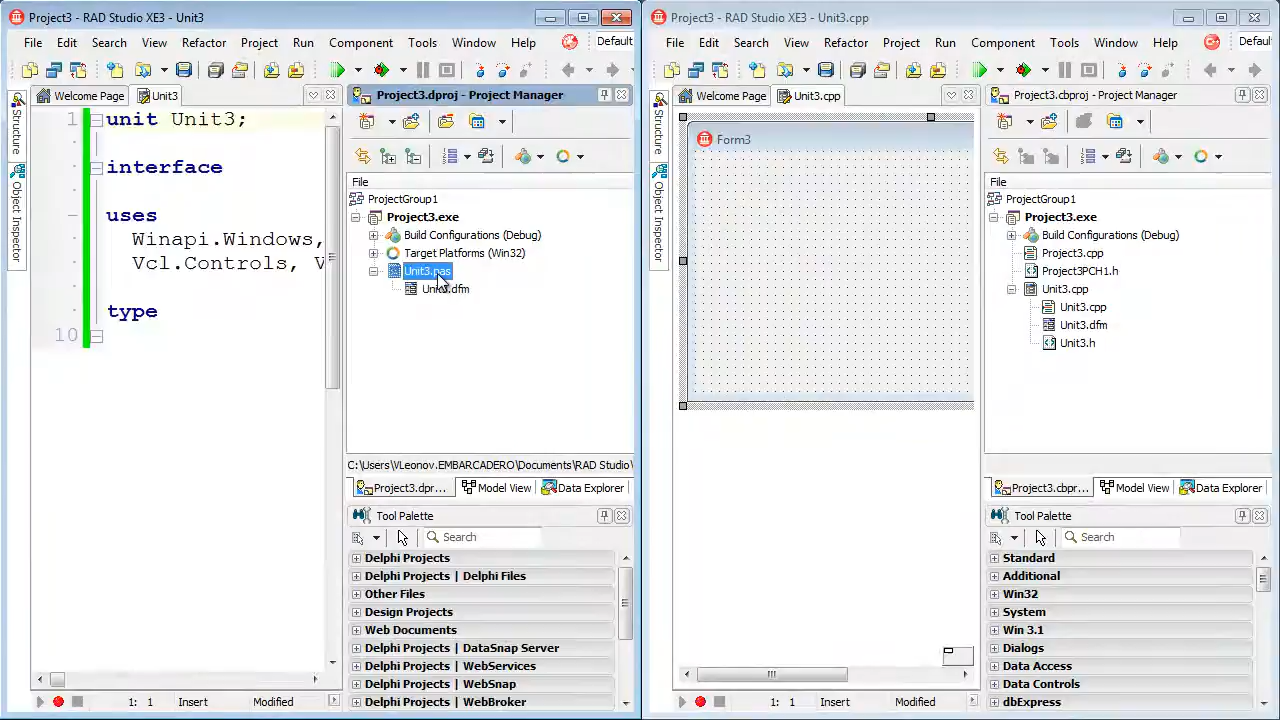 Project3 - RAD Studio XE3 - Unit3
File Edit Search View Refactor Project Run Component Tools Window Help
Welcome Page Unit3
Structure
Object Inspector
1 unit Unit3;
interface
uses
Winapi.Windows,
Vcl.Controls, V
type
10
Project3.dproj - Project Manager
File
ProjectGroup1
Project3.exe
Build Configurations (Debug)
Target Platforms (Win32)
Unit3.pas
C:\Users\VLeonov.EMBARCADERO\Documents\RAD Studio\
Project3.dpr... Model View Data Explorer
Tool Palette
Search
Delphi Projects
Delphi Projects | Delphi Files
Other Files
Design Projects
Web Documents
Delphi Projects | DataSnap Server
Delphi Projects | WebServices
Delphi Projects | WebSnap
Delphi Projects | WebBroker
1: 1 Insert Modified
Project3 - RAD Studio XE3 - Unit3.cpp
File Edit Search View Refactor Project Run Component Tools Window Help
Welcome Page Unit3.cpp
Structure
Object Inspector
Form3
Project3.cbproj - Project Manager
File
ProjectGroup1
Project3.exe
Build Configurations (Debug)
Project3.cpp
Project3PCH1.h
Unit3.cpp
Unit3.cpp
Unit3.dfm
Unit3.h
Project3.cbpr... Model View Data Explorer
Tool Palette
Search
Standard
Additional
Win32
System
Win 3.1
Dialogs
Data Access
Data Controls
dbExpress
1: 1 Insert Modified